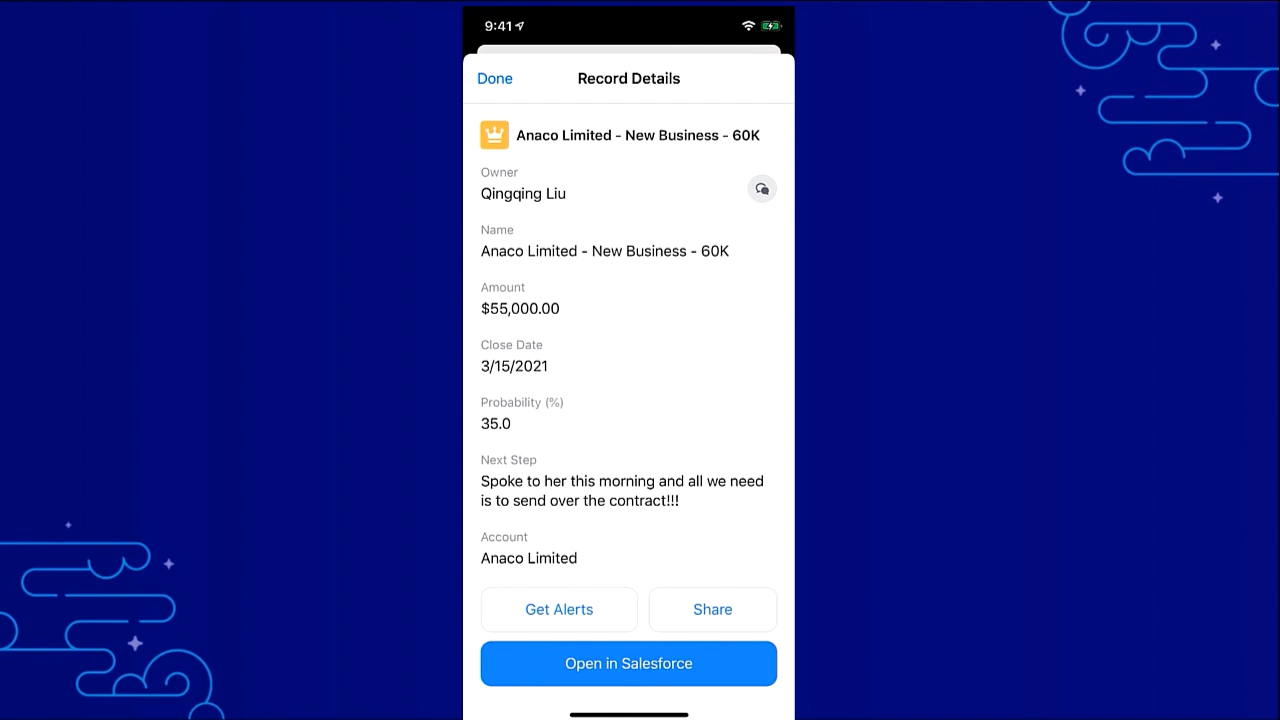 9:41
Done
Record Details
Anaco Limited - New Business - 60K
Owner
Qingqing Liu
Name
Anaco Limited - New Business - 60K
Amount
$55,000.00
Close Date
3/15/2021
Probability (%)
35.0
Next Step
Spoke to her this morning and all we need
is to send over the contract!!!
Account
Anaco Limited
Get Alerts
Share
Open in Salesforce